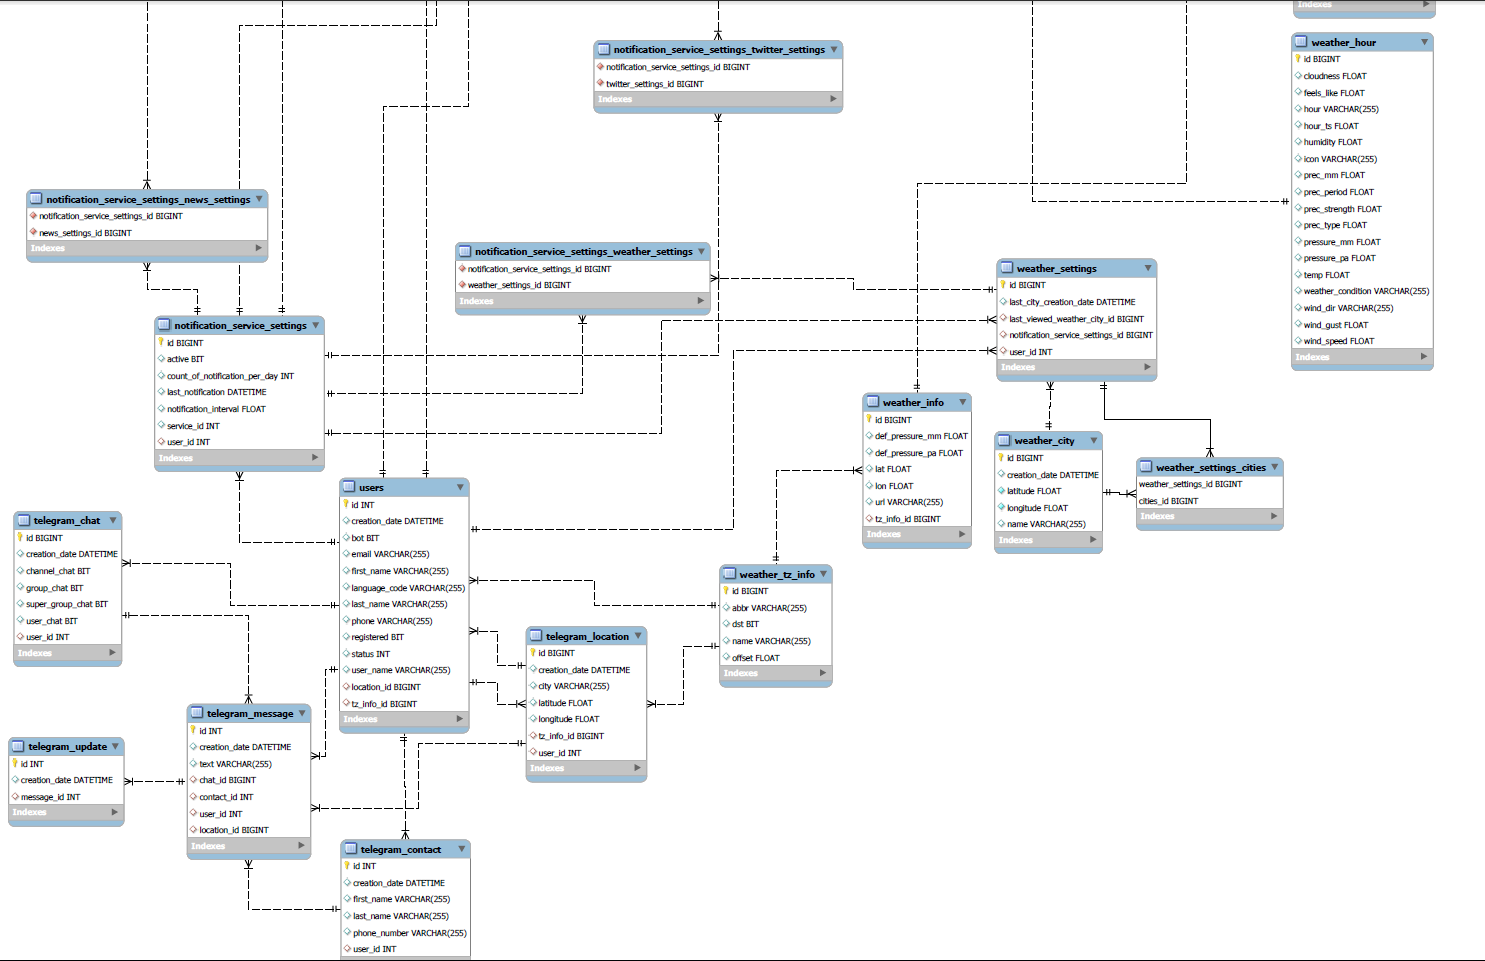 Indexes
notification_service_settings_twitter_settings
notification_service_settings_id BIGINT
twitter_settings_id BIGINT
Indexes
weather_hour
id BIGINT
cloudness FLOAT
feels_like FLOAT
hour VARCHAR(255)
hour_ts FLOAT
humidity FLOAT
icon VARCHAR(255)
prec_mm FLOAT
prec_period FLOAT
prec_strength FLOAT
prec_type FLOAT
pressure_mm FLOAT
pressure_pa FLOAT
temp FLOAT
weather_condition VARCHAR(255)
wind_dir VARCHAR(255)
wind_gust FLOAT
wind_speed FLOAT
Indexes
notification_service_settings_news_settings
notification_service_settings_id BIGINT
news_settings_id BIGINT
Indexes
notification_service_settings_weather_settings
notification_service_settings_id BIGINT
weather_settings_id BIGINT
Indexes
weather_settings
id BIGINT
last_city_creation_date DATETIME
last_viewed_weather_city_id BIGINT
notification_service_settings_id BIGINT
user_id INT
Indexes
notification_service_settings
id BIGINT
active BIT
count_of_notification_per_day INT
last_notification DATETIME
notification_interval FLOAT
service_id INT
user_id INT
Indexes
weather_info
id BIGINT
def_pressure_mm FLOAT
def_pressure_pa FLOAT
lat FLOAT
lon FLOAT
url VARCHAR(255)
tz_info_id BIGINT
Indexes
weather_city
id BIGINT
creation_date DATETIME
latitude FLOAT
longitude FLOAT
name VARCHAR(255)
Indexes
weather_settings_cities
weather_settings_id BIGINT
cities_id BIGINT
Indexes
users
id INT
creation_date DATETIME
bot BIT
email VARCHAR(255)
first_name VARCHAR(255)
language_code VARCHAR(255)
last_name VARCHAR(255)
phone VARCHAR(255)
registered BIT
status INT
user_name VARCHAR(255)
location_id BIGINT
tz_info_id BIGINT
Indexes
telegram_chat
id BIGINT
creation_date DATETIME
channel_chat BIT
group_chat BIT
super_group_chat BIT
user_chat BIT
user_id INT
Indexes
weather_tz_info
id BIGINT
abbr VARCHAR(255)
dst BIT
name VARCHAR(255)
offset FLOAT
Indexes
telegram_location
id BIGINT
creation_date DATETIME
city VARCHAR(255)
latitude FLOAT
longitude FLOAT
tz_info_id BIGINT
user_id INT
Indexes
telegram_message
id INT
creation_date DATETIME
text VARCHAR(255)
chat_id BIGINT
contact_id INT
user_id INT
location_id BIGINT
Indexes
telegram_update
id INT
creation_date DATETIME
message_id INT
Indexes
telegram_contact
id INT
creation_date DATETIME
first_name VARCHAR(255)
last_name VARCHAR(255)
phone_number VARCHAR(255)
user_id INT